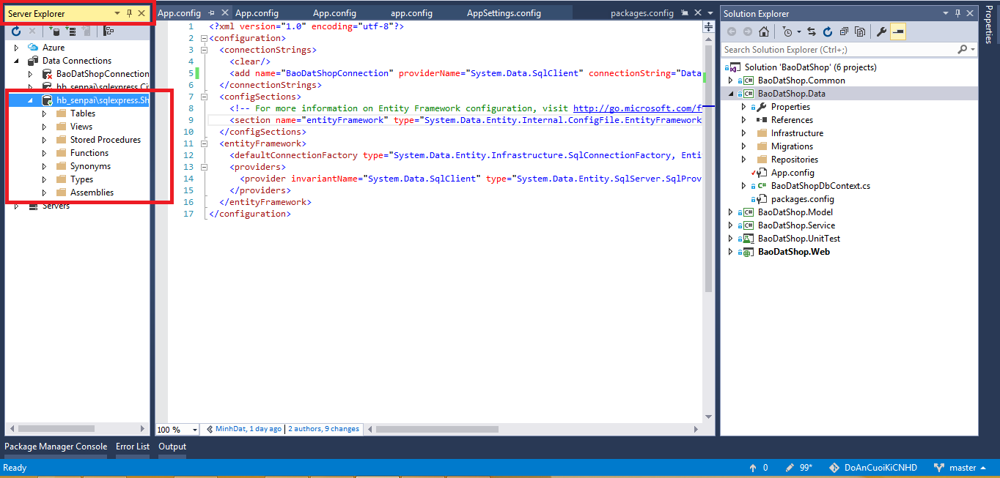 Server Explorer
Azure
Data Connections
BaoDatShopConnection
hb_senpai\sqlexpress.Ci
hb_senpai\sqlexpress.Sh
Tables
Views
Stored Procedures
Functions
Synonyms
Types
Assemblies
Servers
App.config App.config App.config app.config AppSettings.config packages.config
1 <?xml version="1.0" encoding="utf-8"?>
2 <configuration>
3 <connectionStrings>
4 <clear/>
5 <add name="BaoDatShopConnection" providerName="System.Data.SqlClient" connectionString="Data
6 </connectionStrings>
7 <configSections>
8 <!-- For more information on Entity Framework configuration, visit http://go.microsoft.com/f
9 <section name="entityFramework" type="System.Data.Entity.Internal.ConfigFile.EntityFramework
10 </configSections>
11 <entityFramework>
12 <defaultConnectionFactory type="System.Data.Entity.Infrastructure.SqlConnectionFactory, Enti
13 <providers>
14 <provider invariantName="System.Data.SqlClient" type="System.Data.Entity.SqlServer.SqlProv
15 </providers>
16 </entityFramework>
17 </configuration>
100 % MinhDat, 1 day ago | 2 authors, 9 changes
Solution Explorer
Search Solution Explorer (Ctrl+;)
Solution 'BaoDatShop' (6 projects)
BaoDatShop.Common
BaoDatShop.Data
Properties
References
Infrastructure
Migrations
Repositories
App.config
BaoDatShopDbContext.cs
packages.config
BaoDatShop.Model
BaoDatShop.Service
BaoDatShop.UnitTest
BaoDatShop.Web
Properties
Package Manager Console Error List Output
Ready 0 99* DoAnCuoiKiCNHD master